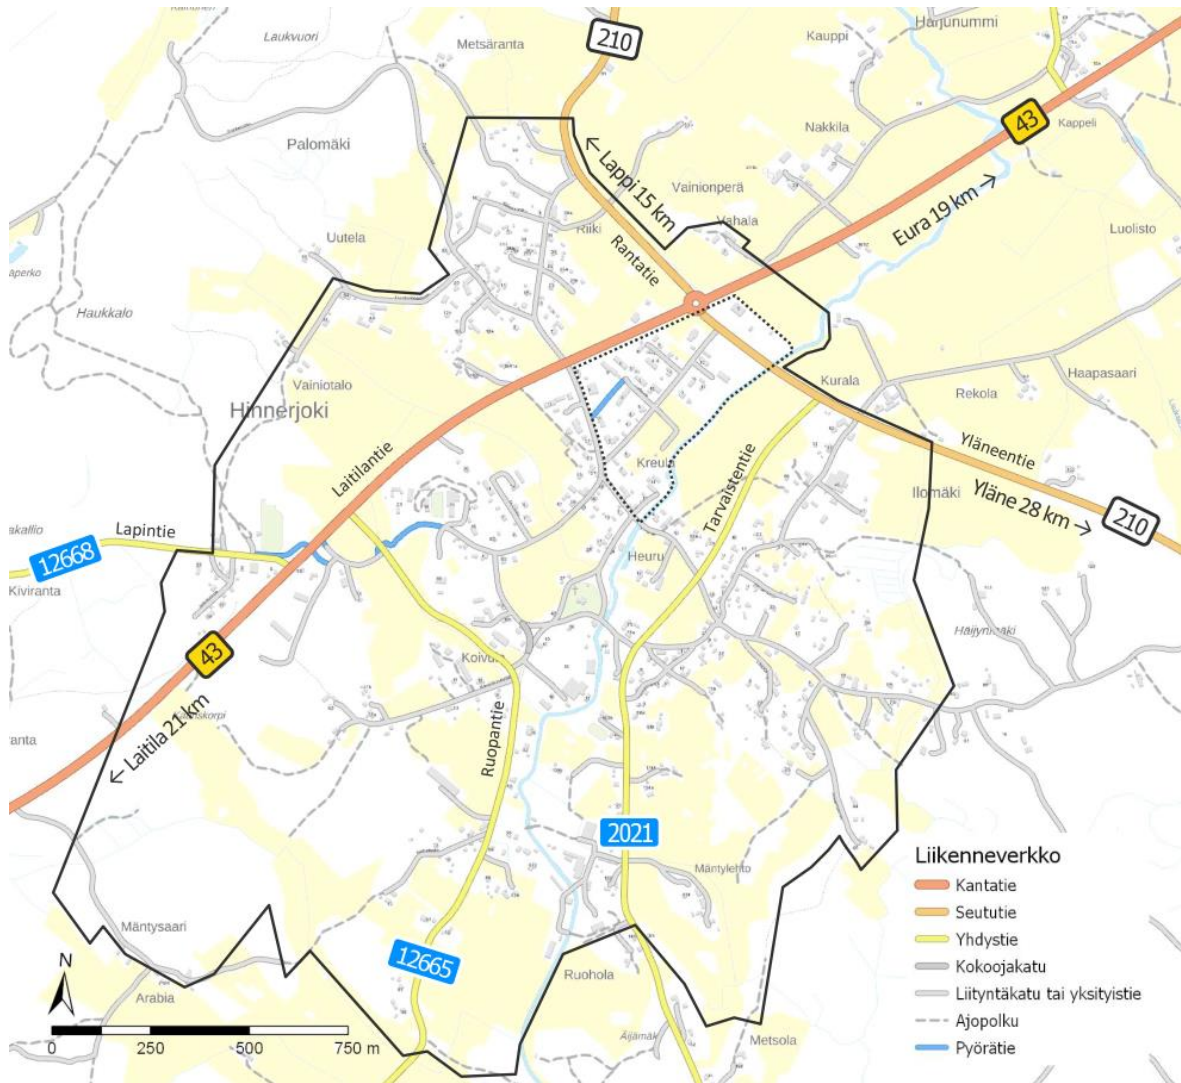 Laukvuori
Metsäranta
210
Kauppi
Harjunummi
Palomäki
Nakkila
43
Kappeli
← Lappi 15 km
Vainionperä
Uutela
Riiki
Vahala
Eura 19 km →
Luolisto
Rantatie
Haukkalo
Vainiotalo
Hinnerjoki
Kurala
Rekola
Haapasaari
Laitilantie
Kreula
Yläneentie
Tarvaistentie
Ilomäki
Yläne 28 km →
210
Lapintie
12668
Heuru
Kiviranta
43
Koivula
Häijynmäki
← Laitila 21 km
Ruopantie
2021
Mäntylehto
Mäntysaari
12665
Ruohola
Arabia
Äijämäk
Metsola
N
0 250 500 750 m
Liikenneverkko
Kantatie
Seututie
Yhdystie
Kokoojakatu
Liityntäkatu tai yksityistie
Ajopolku
Pyörätie